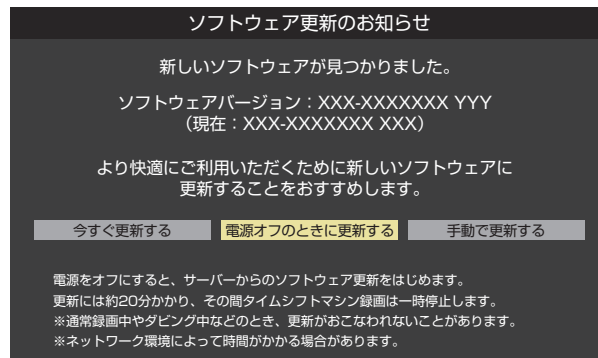 ソフトウェア更新のお知らせ
新しいソフトウェアが見つかりました。
ソフトウェアバージョン：XXX-XXXXXXX YYY
（現在：XXX-XXXXXXX XXX）
より快適にご利用いただくために新しいソフトウェアに
更新することをおすすめします。
今すぐ更新する 電源オフのときに更新する 手動で更新する
電源をオフにすると、サーバーからのソフトウェア更新をはじめます。
更新には約20分かかり、その間タイムシフトマシン録画は一時停止します。
※通常録画中やダビング中などのとき、更新がおこなわれないことがあります。
※ネットワーク環境によって時間がかかる場合があります。